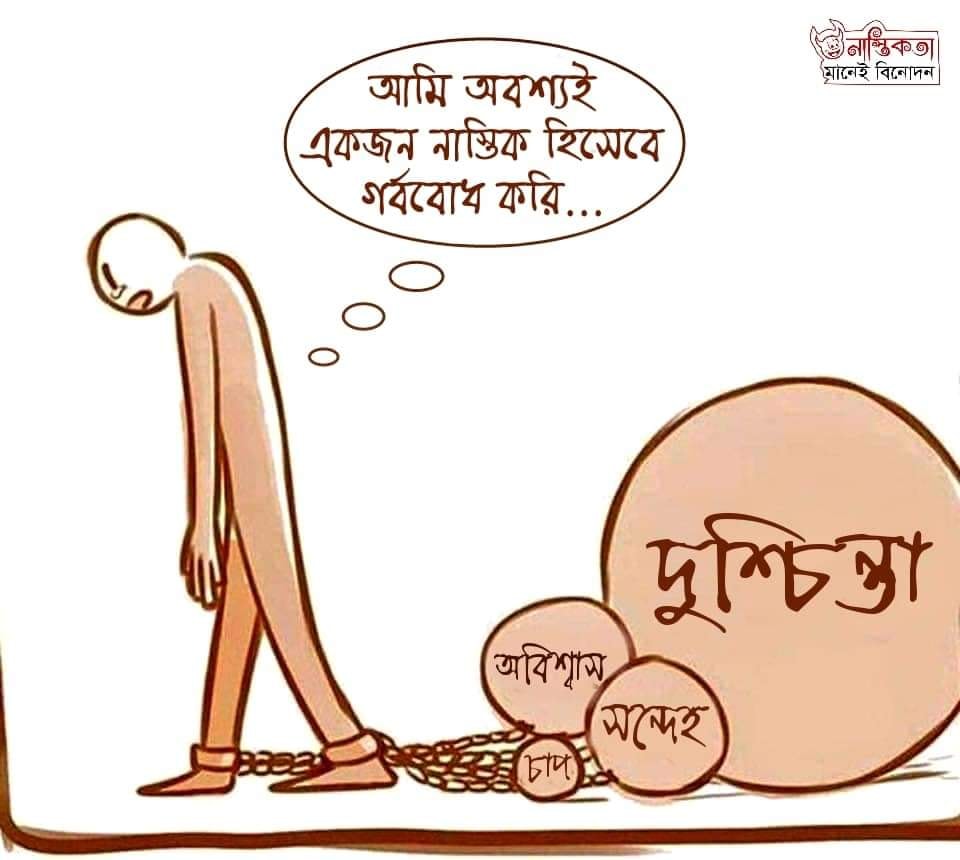 নাস্তিকতা
মানেই বিনোদন
আমি অবশ্যই
একজন নাস্তিক হিসেবে
গর্ববোধ করি...
দুশ্চিন্তা
অবিশ্বাস
সন্দেহ
চাপ